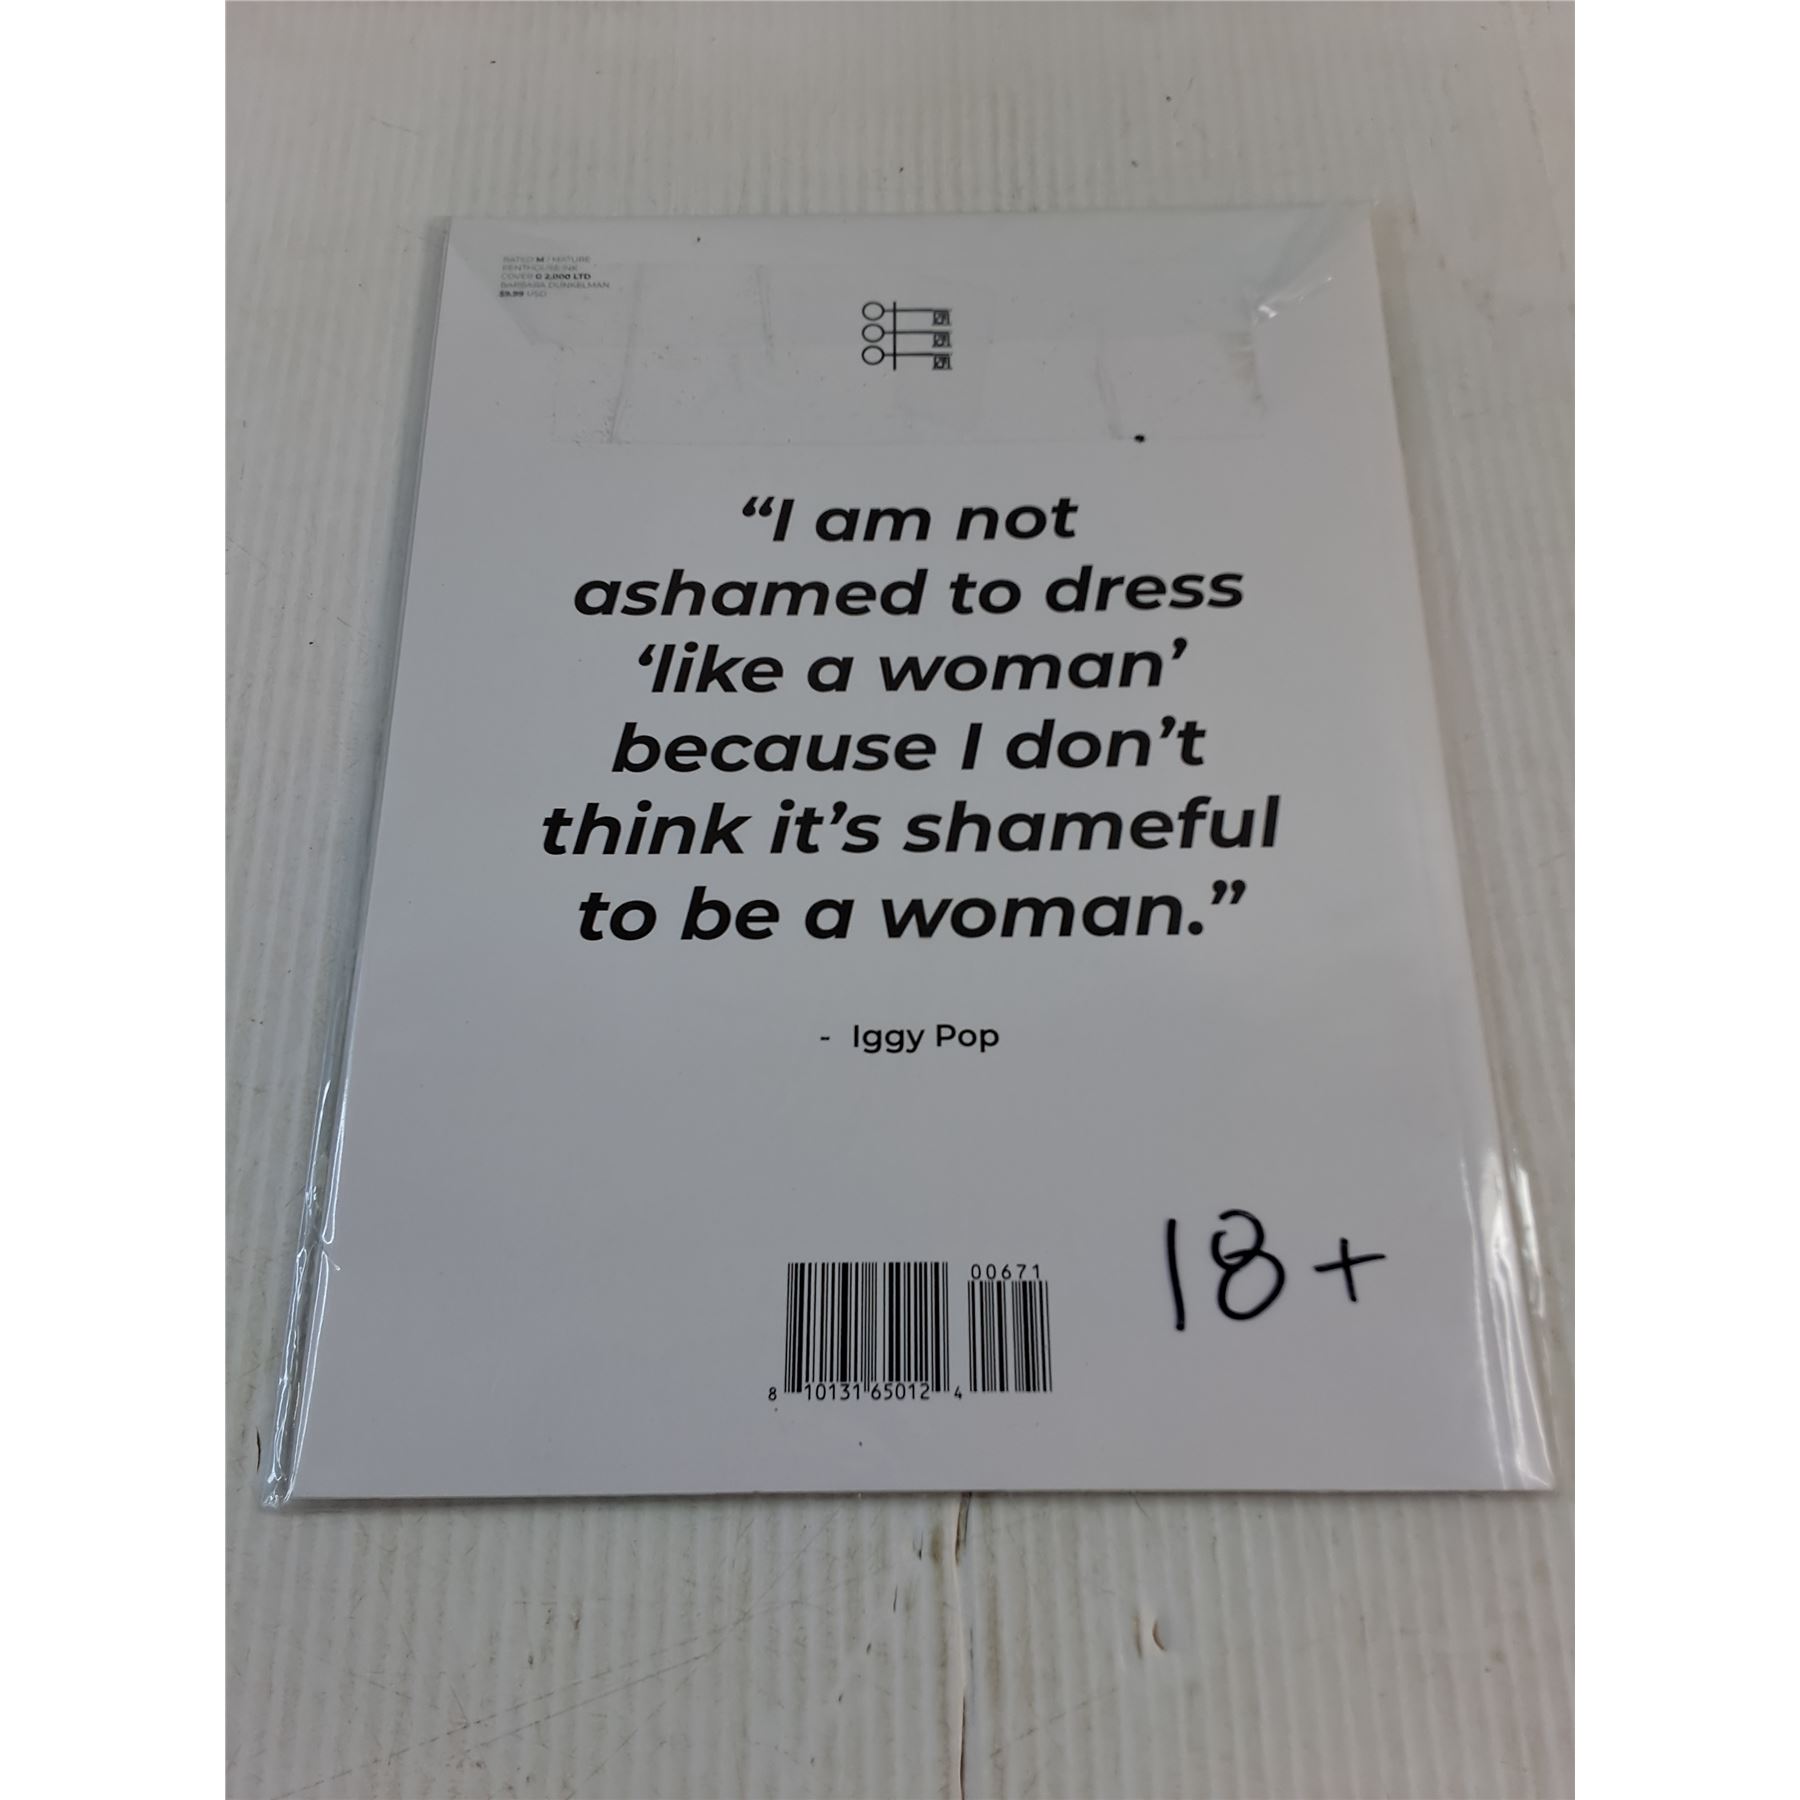 RATED M / MATURE
PENTHOUSE INK
COVER G 2,000 LTD
BARBARA DUNKELMAN
$9.99 USD
“I am not
ashamed to dress
‘like a woman’
because I don’t
think it’s shameful
to be a woman.”
- Iggy Pop
18+
00671
8 10131 65012 4